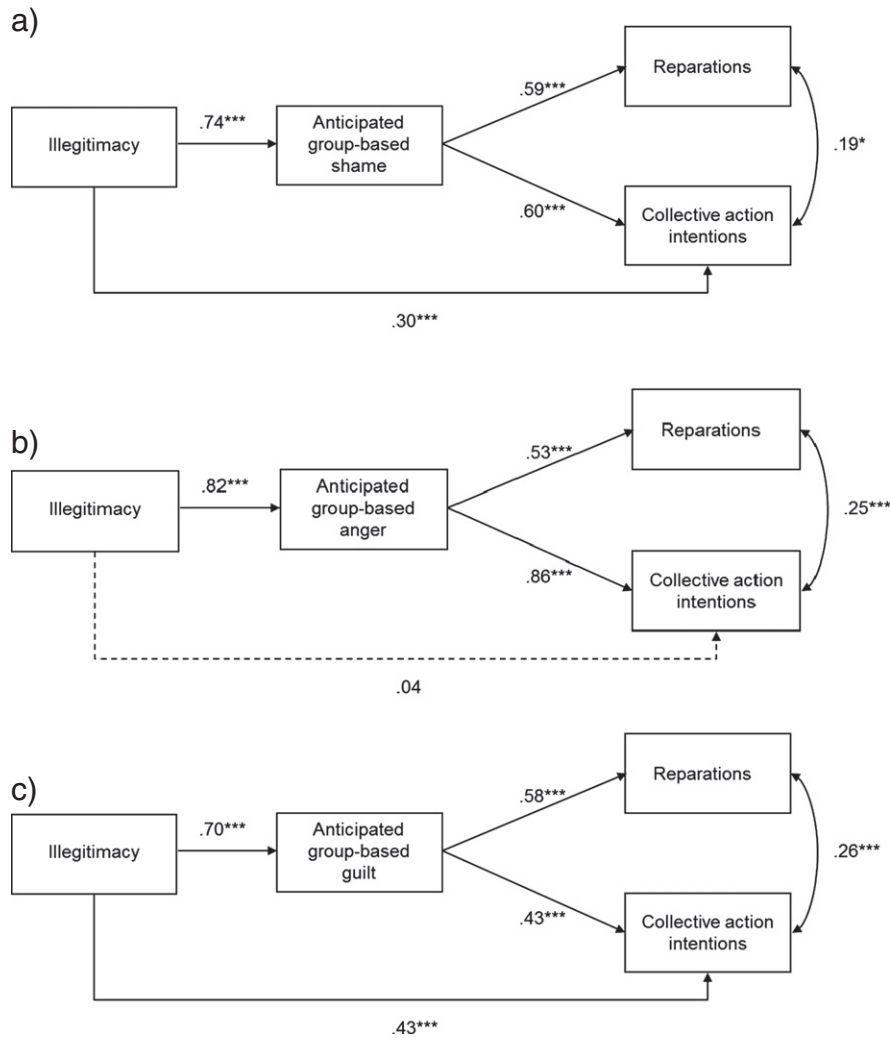 a)
Reparations
.59***
.74***
Illegitimacy
Anticipated
group-based
shame
.19*
.60***
Collective action
intentions
.30***
b)
Reparations
.53***
.82***
Illegitimacy
Anticipated
group-based
anger
.25***
.86***
Collective action
intentions
.04
c)
Reparations
.58***
.70***
Illegitimacy
Anticipated
group-based
guilt
.26***
.43***
Collective action
intentions
.43***